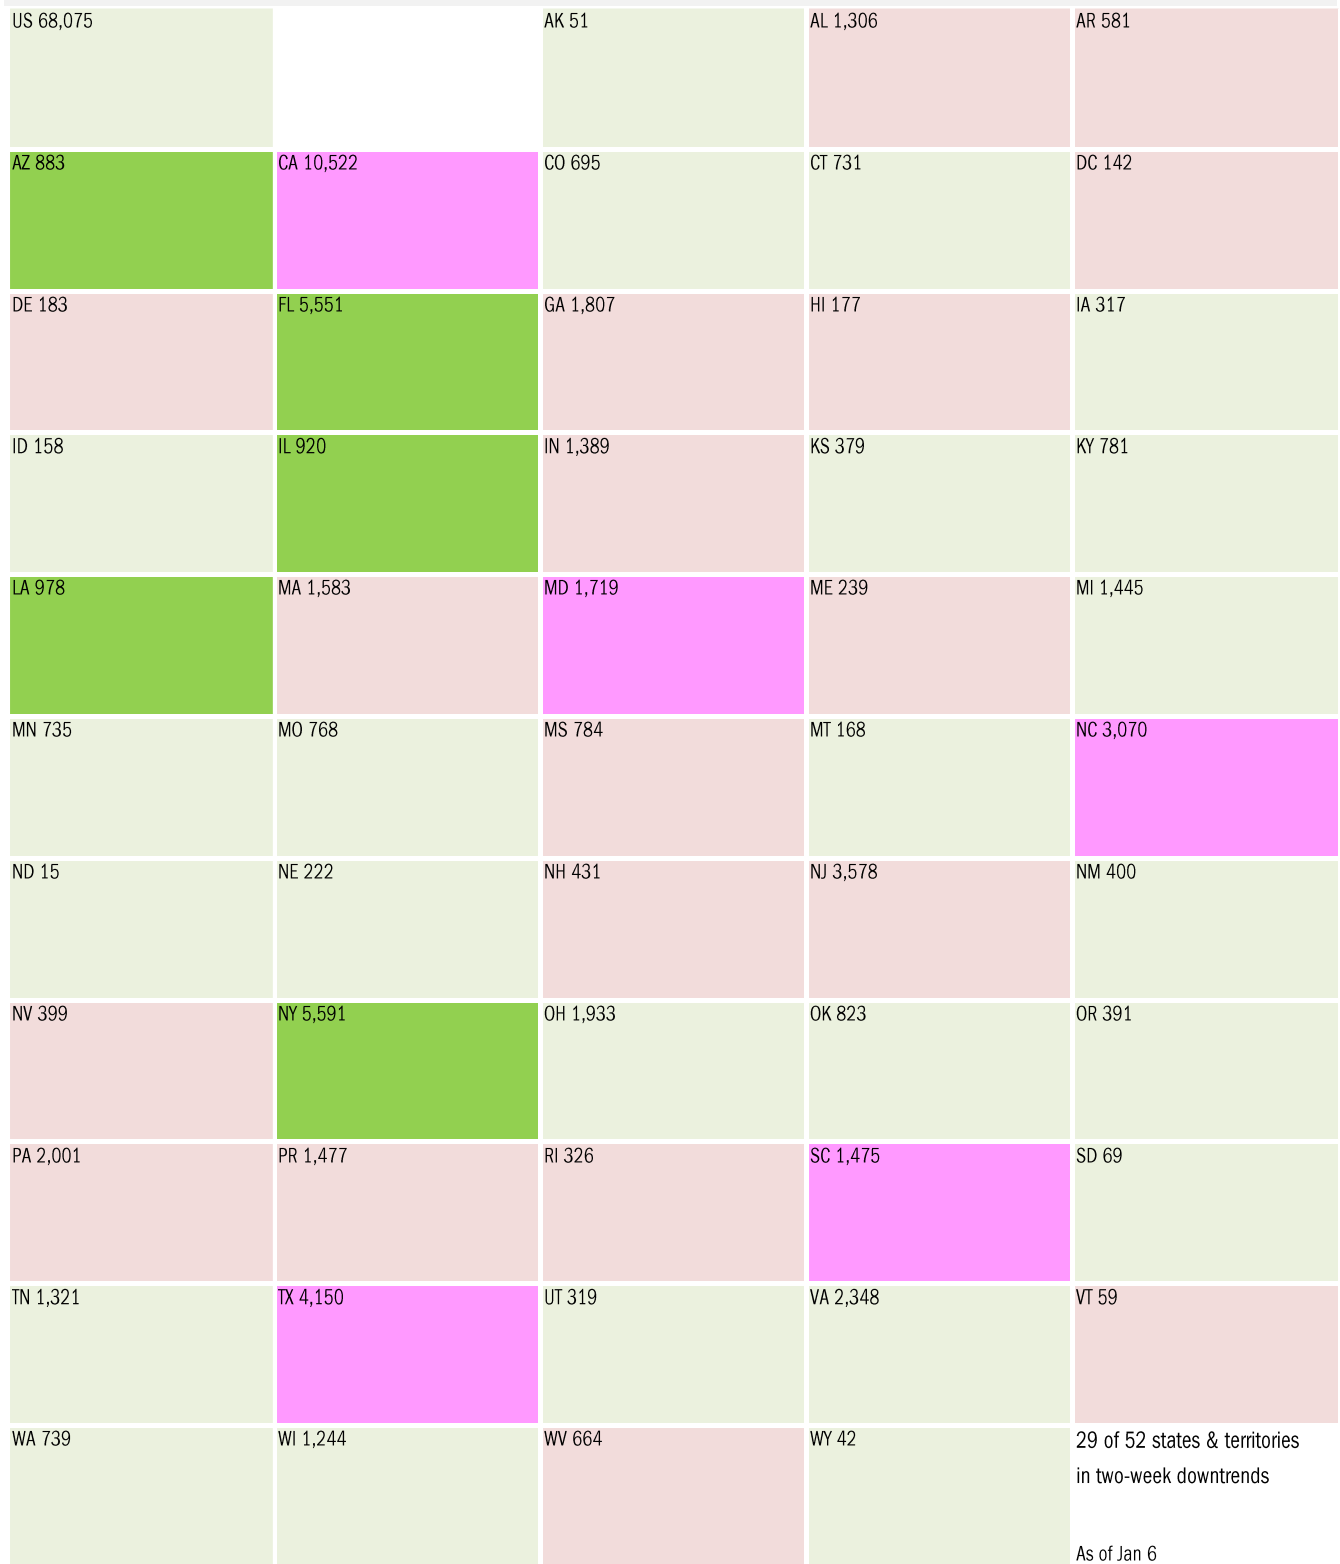 US 68,075
AK 51
AL 1,306
AR 581
AZ 883
CA 10,522
CO 695
CT 731
DC 142
DE 183
FL 5,551
GA 1,807
HI 177
IA 317
ID 158
IL 920
IN 1,389
KS 379
KY 781
LA 978
MA 1,583
MD 1,719
ME 239
MI 1,445
MN 735
MO 768
MS 784
MT 168
NC 3,070
ND 15
NE 222
NH 431
NJ 3,578
NM 400
NV 399
NY 5,591
OH 1,933
OK 823
OR 391
PA 2,001
PR 1,477
RI 326
SC 1,475
SD 69
TN 1,321
TX 4,150
UT 319
VA 2,348
VT 59
WA 739
WI 1,244
WV 664
WY 42
29 of 52 states & territories
in two-week downtrends
As of Jan 6